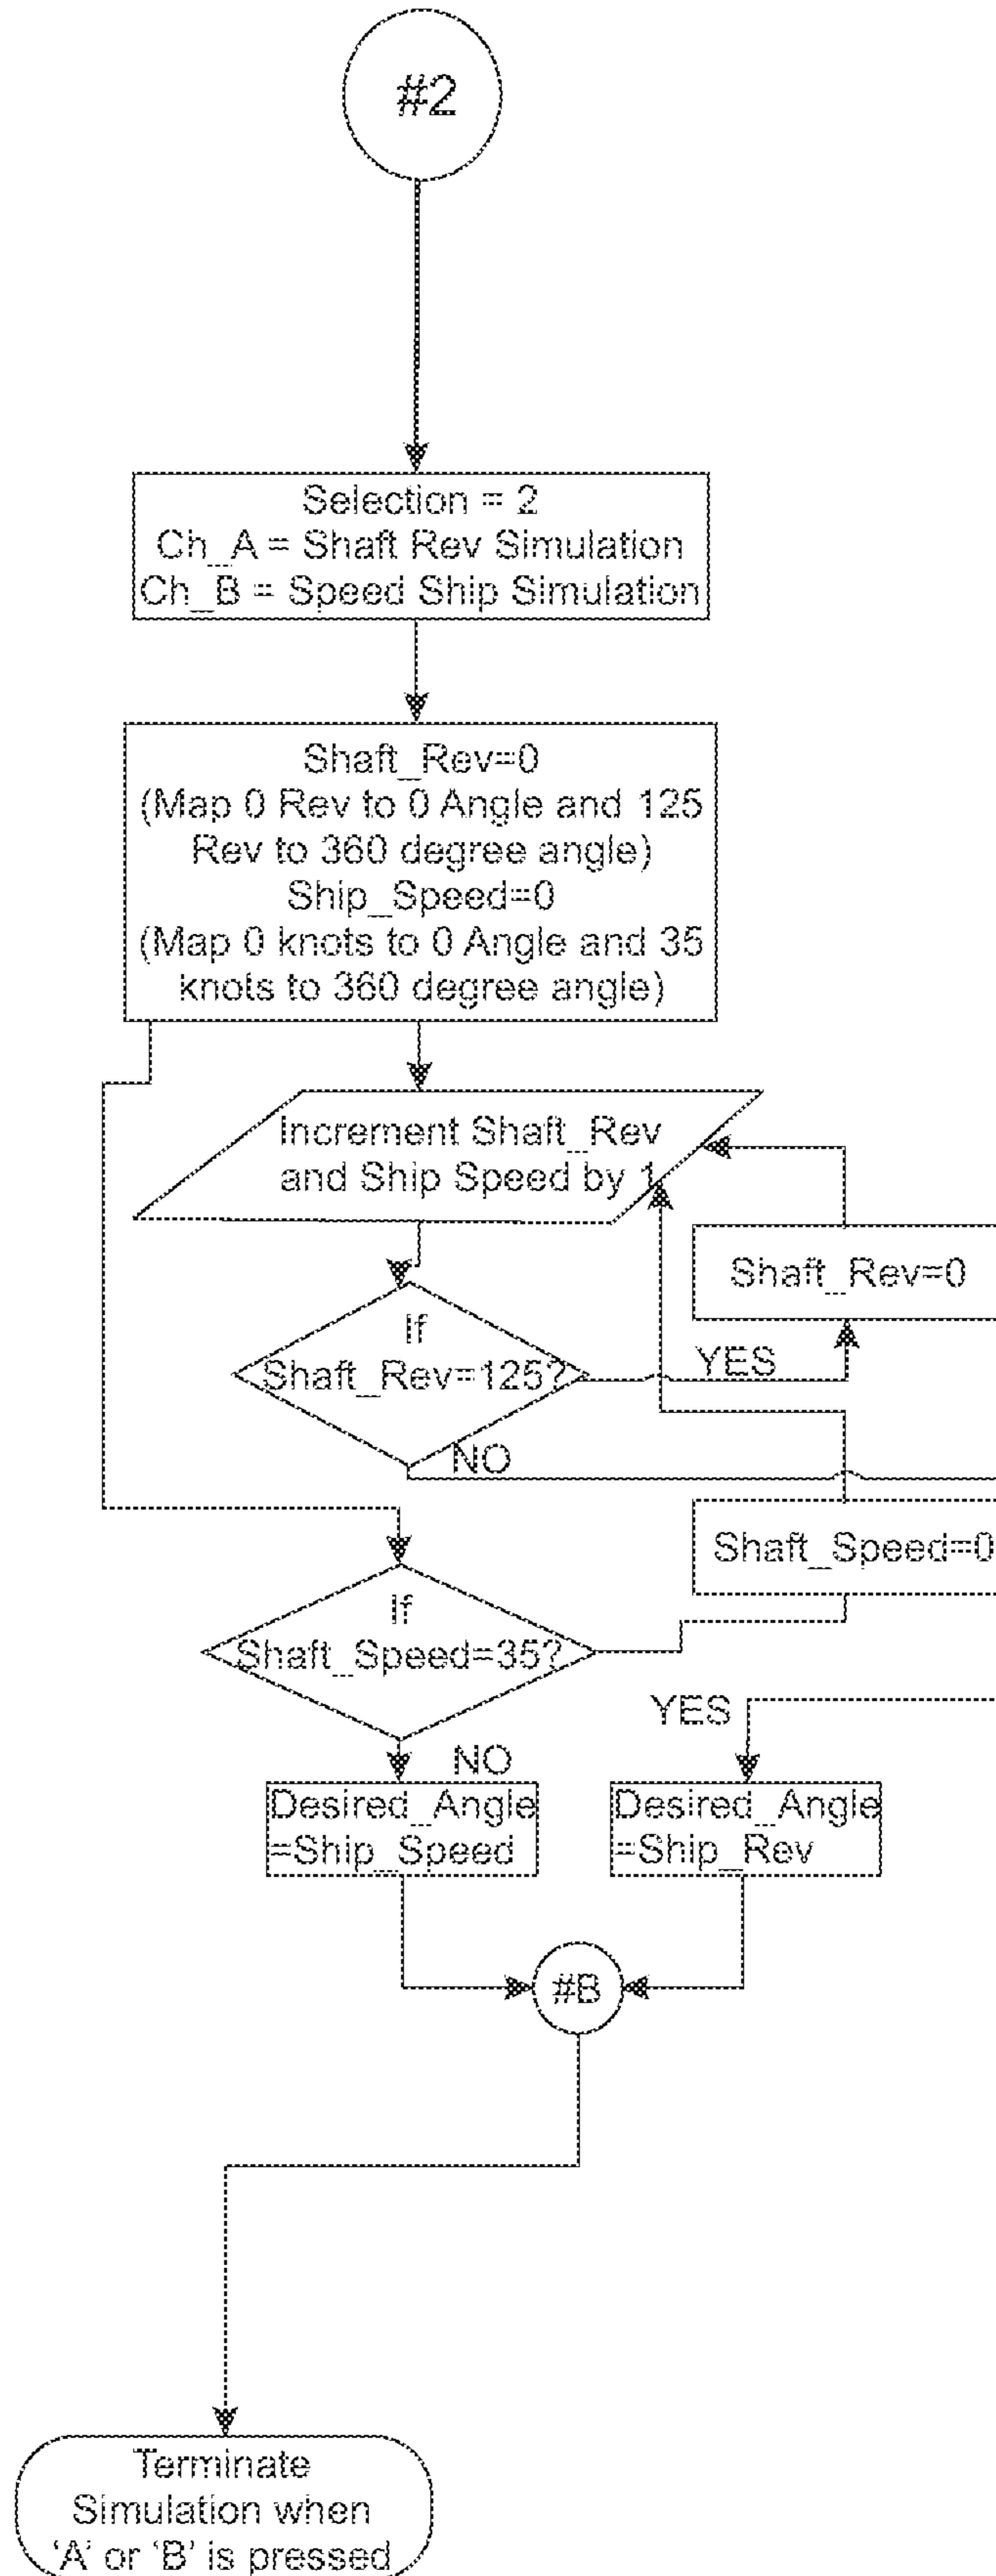 #2
Selection = 2
Ch_A = Shaft Rev Simulation
Ch_B = Speed Ship Simulation
Shaft_Rev=0
(Map 0 Rev to 0 Angle and 125
Rev to 360 degree angle)
Ship_Speed=0
(Map 0 knots to 0 Angle and 35
knots to 360 degree angle)
Increment Shaft_Rev
and Ship Speed by 1
Shaft_Rev=0
If
Shaft_Rev=125?
YES
NO
Shaft_Speed=0
If
Shaft_Speed=35?
YES
NO
Desired_Angle
=Ship_Speed
Desired_Angle
=Ship_Rev
#B
Terminate
Simulation when
‘A’ or ‘B’ is pressed